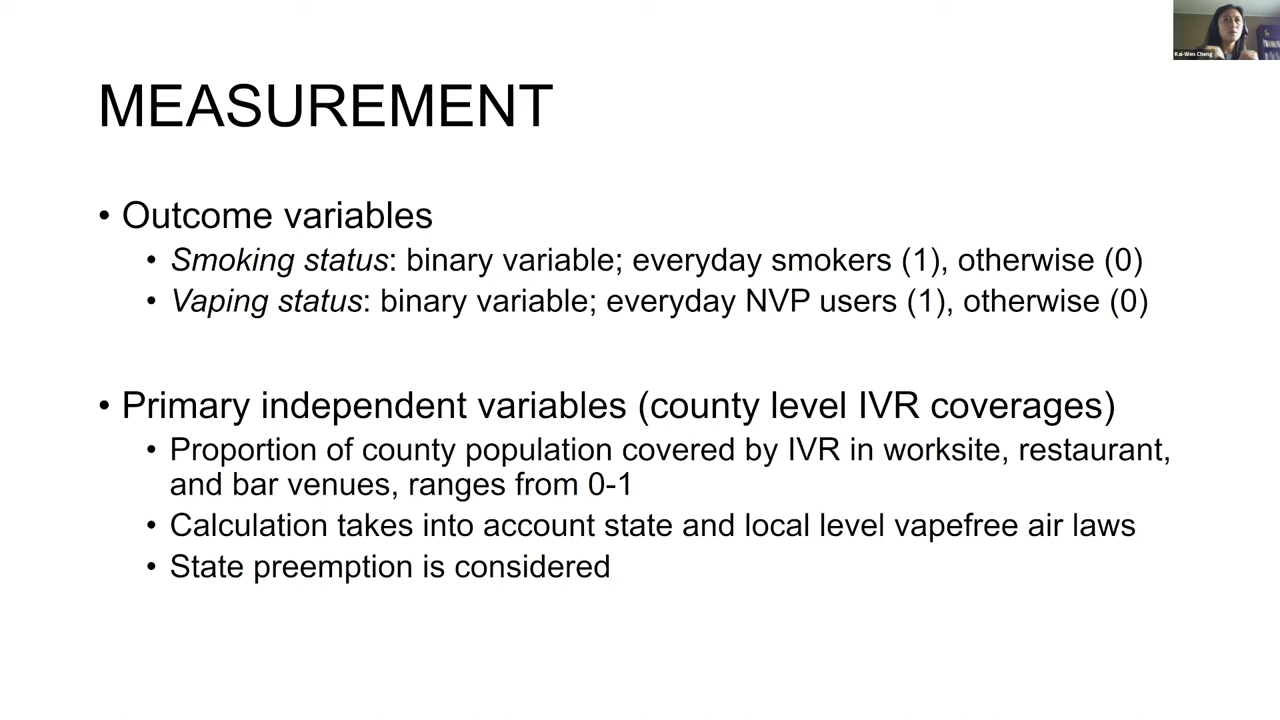 Kai-Wen Cheng
MEASUREMENT
• Outcome variables
• Smoking status: binary variable; everyday smokers (1), otherwise (0)
• Vaping status: binary variable; everyday NVP users (1), otherwise (0)
• Primary independent variables (county level IVR coverages)
• Proportion of county population covered by IVR in worksite, restaurant,
and bar venues, ranges from 0-1
• Calculation takes into account state and local level vapefree air laws
• State preemption is considered